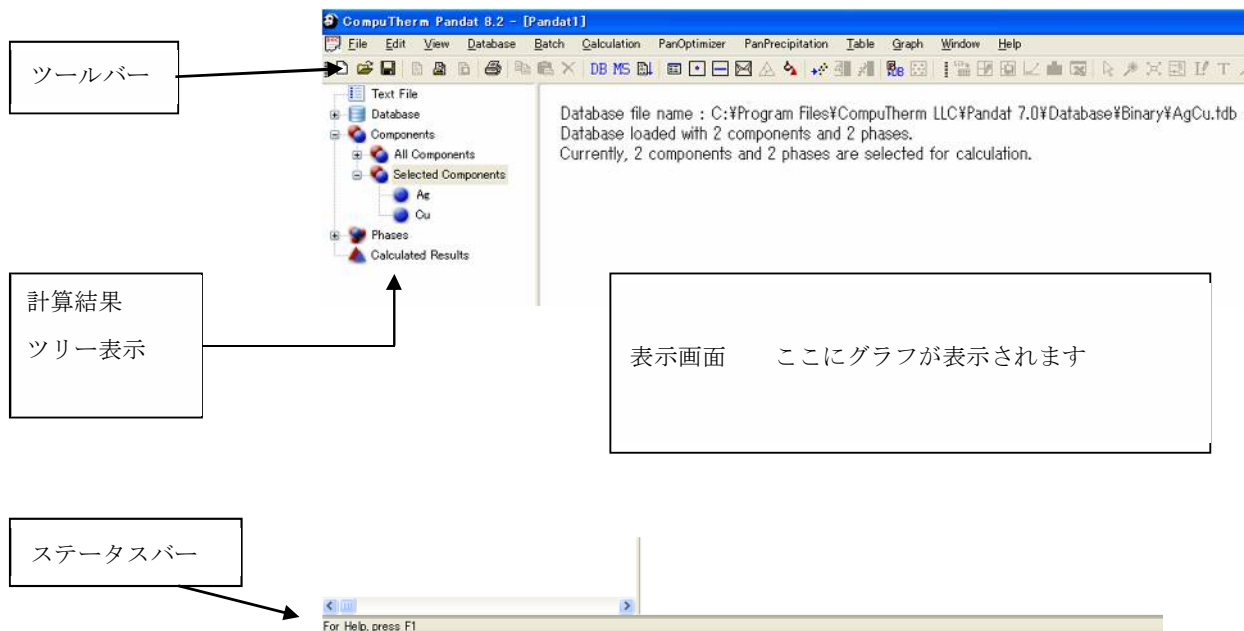 CompuTherm Pandat 8.2 - [Pandat1]
File Edit View Database Batch Calculation PanOptimizer PanPrecipitation Table Graph Window Help
ツールバー
DB MS
Text File
Database
Components
All Components
Selected Components
Ag
Cu
Phases
Calculated Results
Database file name : C:¥Program Files¥CompuTherm LLC¥Pandat 7.0¥Database¥Binary¥AgCu.tdb
Database loaded with 2 components and 2 phases.
Currently, 2 components and 2 phases are selected for calculation.
計算結果
ツリー表示
表示画面 ここにグラフが表示されます
ステータスバー
For Help, press F1